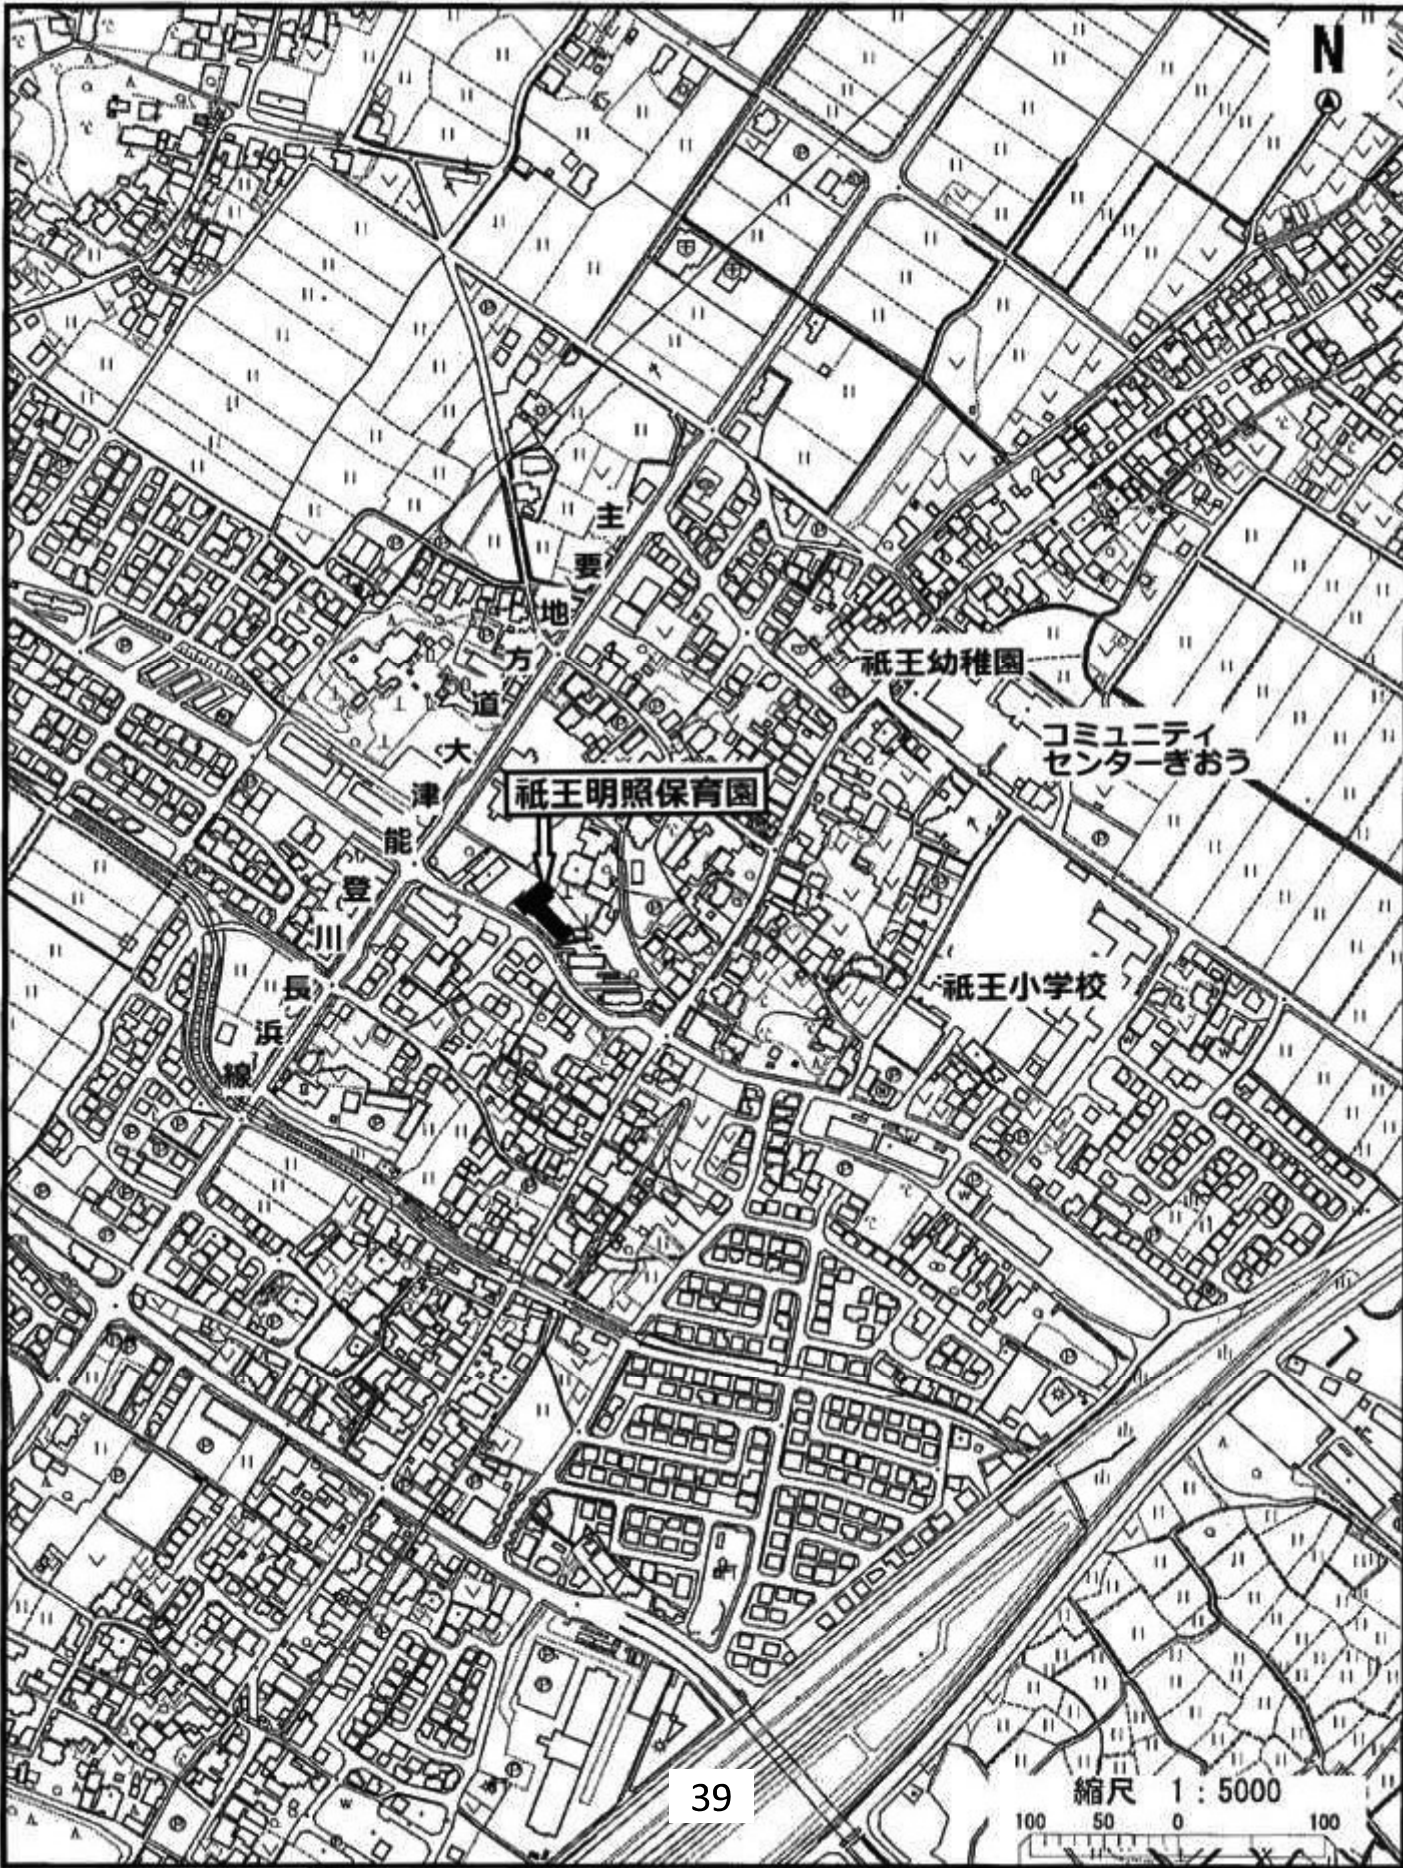 N
主要地方道大津能登川長浜線
祇王幼稚園
コミュニティ
センターぎおう
祇王明照保育園
祇王小学校
39
縮尺 1:5000
100 50 0 100